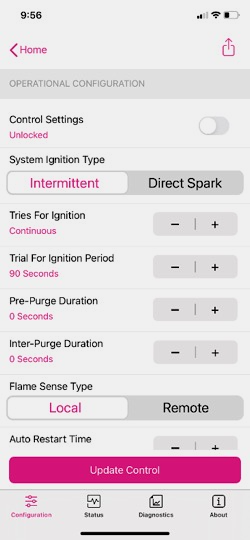 9:56
Home
OPERATIONAL CONFIGURATION
Control Settings
Unlocked
System Ignition Type
Intermittent Direct Spark
Tries For Ignition
Continuous
Trial For Ignition Period
90 Seconds
Pre-Purge Duration
0 Seconds
Inter-Purge Duration
0 Seconds
Flame Sense Type
Local Remote
Auto Restart Time
Update Control
Configuration Status Diagnostics About